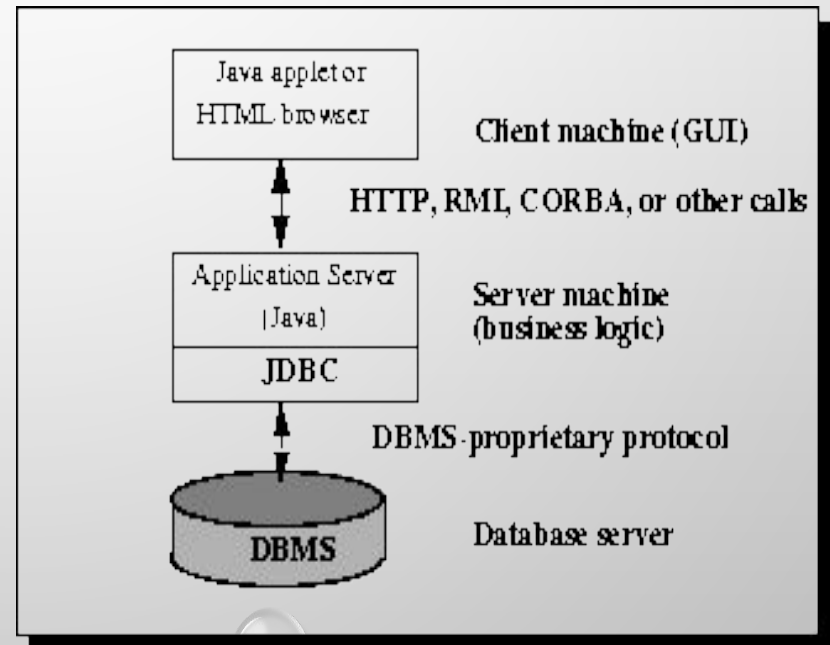 Java applet or
HTML browser
Client machine (GUI)
HTTP, RMI, CORBA, or other calls
Application Server
(Java)
Server machine
(business logic)
JDBC
DBMS-proprietary protocol
DBMS
Database server